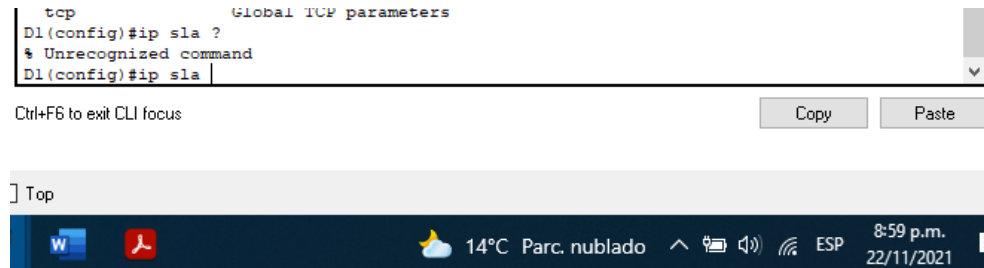 tcp Global TCP parameters
D1(config)#ip sla ?
% Unrecognized command
D1(config)#ip sla
Ctrl+F6 to exit CLI focus
Copy
Paste
Top
W
14°C Parc. nublado
ESP
8:59 p.m.
22/11/2021